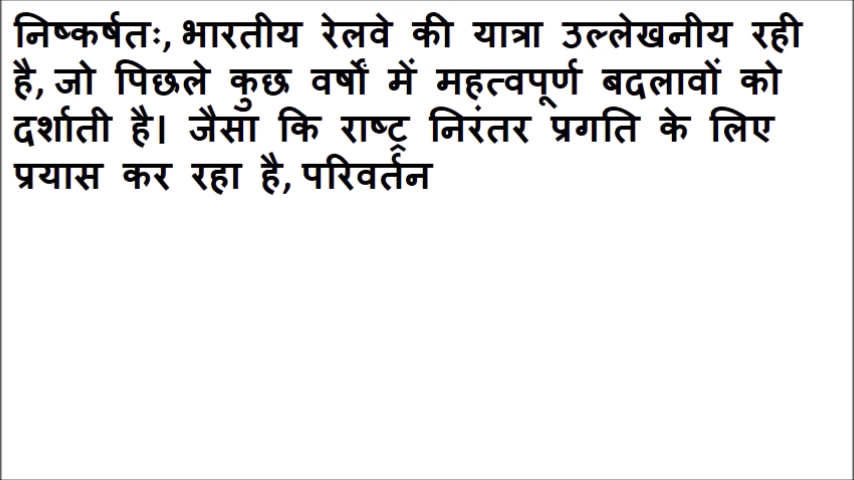 निष्कर्षतः, भारतीय रेलवे की यात्रा उल्लेखनीय रही
है, जो पिछले कुछ वर्षों में महत्वपूर्ण बदलावों को
दर्शाती है। जैसा कि राष्ट्र निरंतर प्रगति के लिए
प्रयास कर रहा है, परिवर्तन